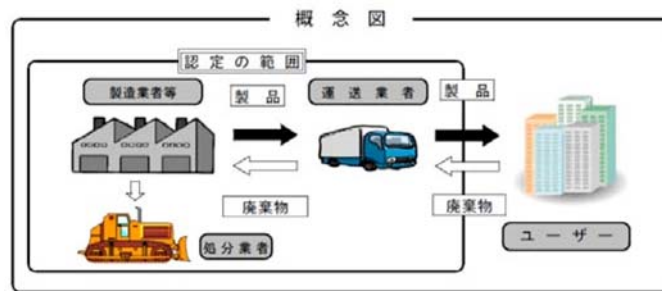 概念図
認定の範囲
製造業者等
製品
運送業者
製品
廃棄物
廃棄物
処分業者
ユーザー